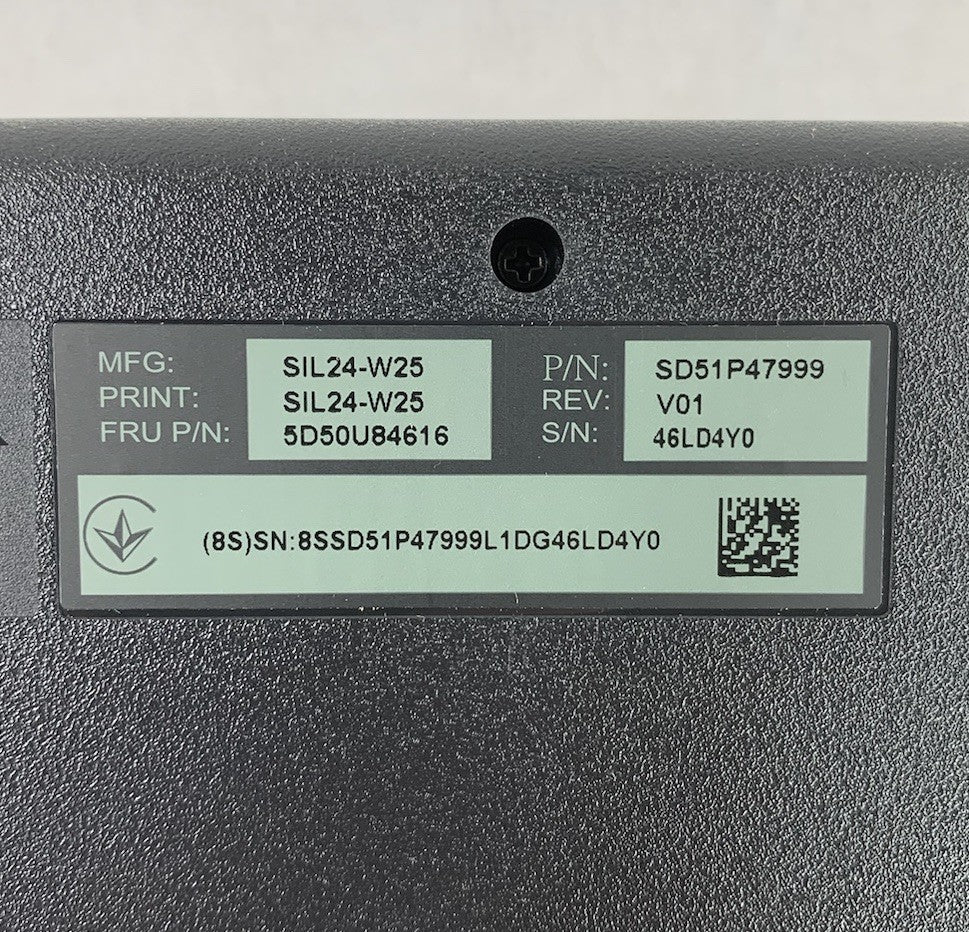 MFG: SIL24-W25 P/N: SD51P47999
PRINT: SIL24-W25 REV: V01
FRU P/N: 5D50U84616 S/N: 46LD4Y0
(8S)SN:8SSD51P47999L1DG46LD4Y0